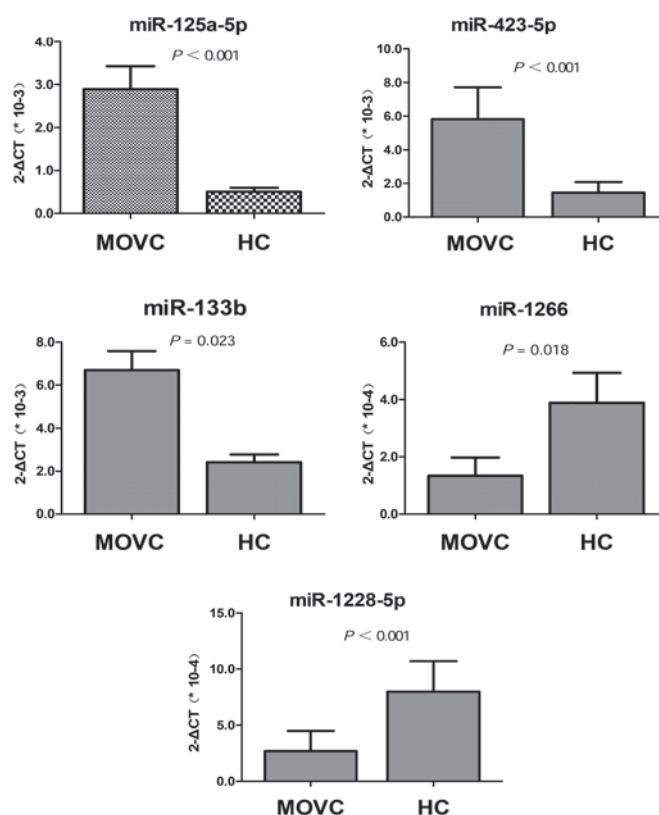 miR-125a-5p
P < 0.001
2-ΔCT (* 10-3)
4.0
3.0
2.0
1.0
0.0
MOVC HC
miR-423-5p
P < 0.001
2-ΔCT (* 10-3)
10.0
8.0
6.0
4.0
2.0
0.0
MOVC HC
miR-133b
P = 0.023
2-ΔCT (* 10-3)
8.0
6.0
4.0
2.0
0.0
MOVC HC
miR-1266
P = 0.018
2-ΔCT (* 10-4)
6.0
4.0
2.0
0.0
MOVC HC
miR-1228-5p
P < 0.001
2-ΔCT (* 10-4)
15.0
10.0
5.0
0.0
MOVC HC